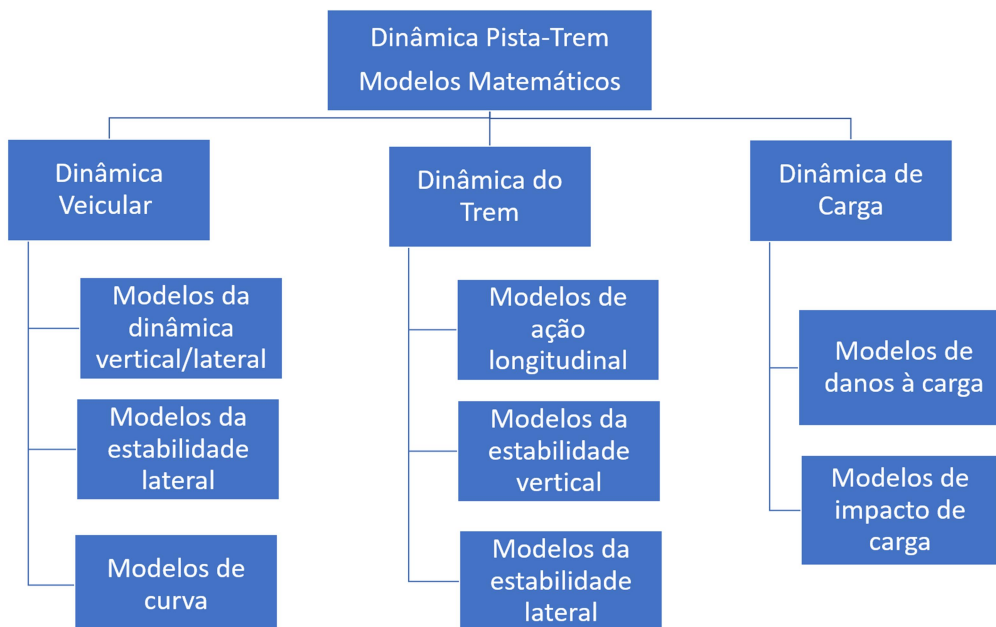 Dinâmica Pista-Trem
Modelos Matemáticos
Dinâmica
Veicular
Modelos da
dinâmica
vertical/lateral
Modelos da
estabilidade
lateral
Modelos de
curva
Dinâmica do
Trem
Modelos de
ação
longitudinal
Modelos da
estabilidade
vertical
Modelos da
estabilidade
lateral
Dinâmica de
Carga
Modelos de
danos à carga
Modelos de
impacto de
carga